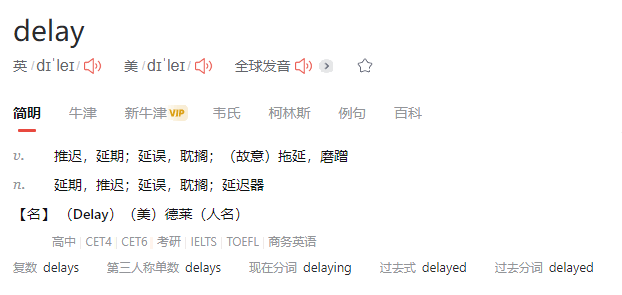 delay
英 /dɪˈleɪ/ 美 /dɪˈleɪ/ 全球发音
简明 牛津 新牛津 VIP 韦氏 柯林斯 例句 百科
v. 推迟，延期；延误，耽搁；（故意）拖延，磨蹭
n. 延期，推迟；延误，耽搁；延迟器
【名】 （Delay）（美）德莱（人名）
高中 | CET4 | CET6 | 考研 | IELTS | TOEFL | 商务英语
复数 delays 第三人称单数 delays 现在分词 delaying 过去式 delayed 过去分词 delayed